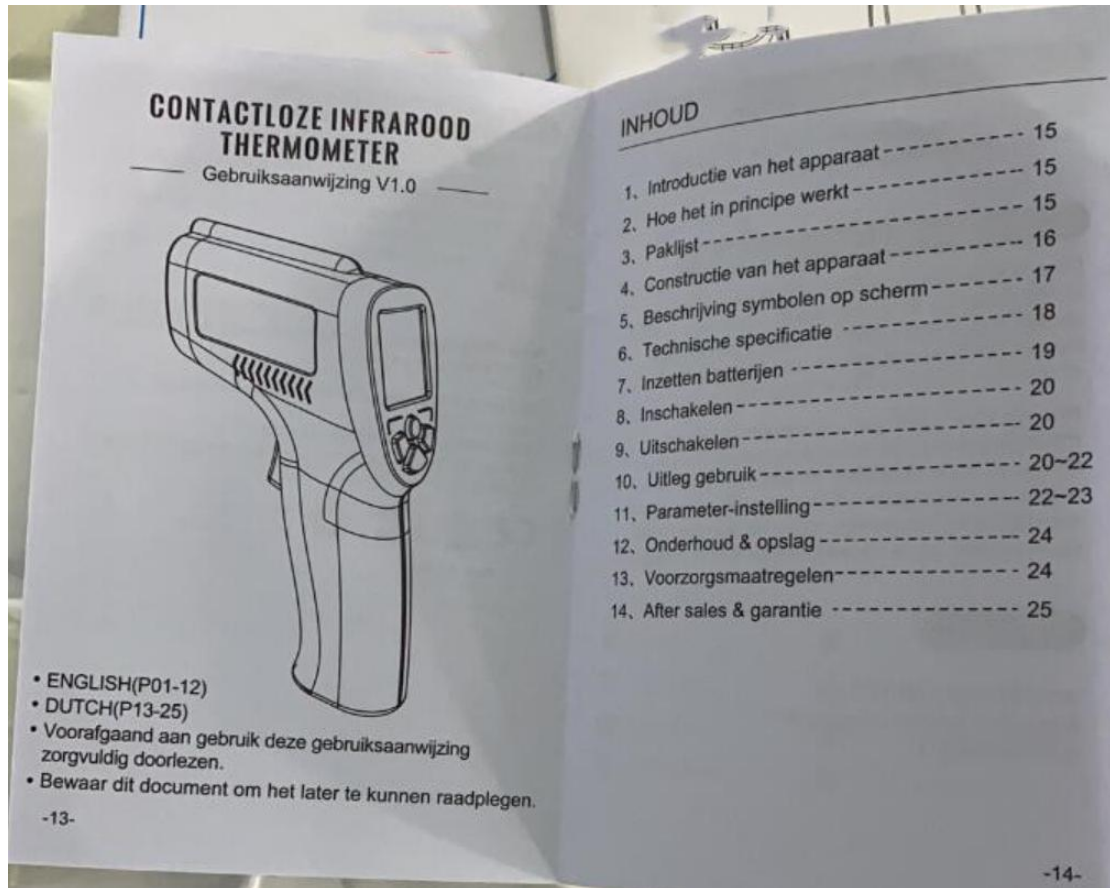 CONTACTLOZE INFRAROOD
THERMOMETER
Gebruiksaanwijzing V1.0
• ENGLISH(P01-12)
• DUTCH(P13-25)
• Voorafgaand aan gebruik deze gebruiksaanwijzing
zorgvuldig doorlezen.
• Bewaar dit document om het later te kunnen raadplegen.
-13-
INHOUD
1、Introductie van het apparaat ---------- 15
2、Hoe het in principe werkt ------------ 15
3、Paklijst ----------------------- 15
4、Constructie van het apparaat ---------- 16
5、Beschrijving symbolen op scherm ------- 17
6、Technische specificatie ------------- 18
7、Inzetten batterijen ---------------- 19
8、Inschakelen -------------------- 20
9、Uitschakelen -------------------- 20
10、Uitleg gebruik ------------------ 20~22
11、Parameter-instelling -------------- 22~23
12、Onderhoud & opslag -------------- 24
13、Voorzorgsmaatregelen ------------- 24
14、After sales & garantie ------------- 25
-14-